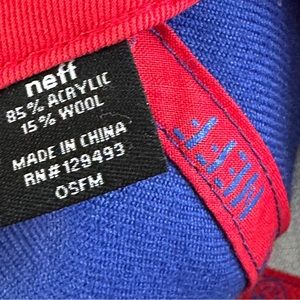 neff
85% ACRYLIC
15% WOOL
MADE IN CHINA
RN#129493
OSFM
NEFF